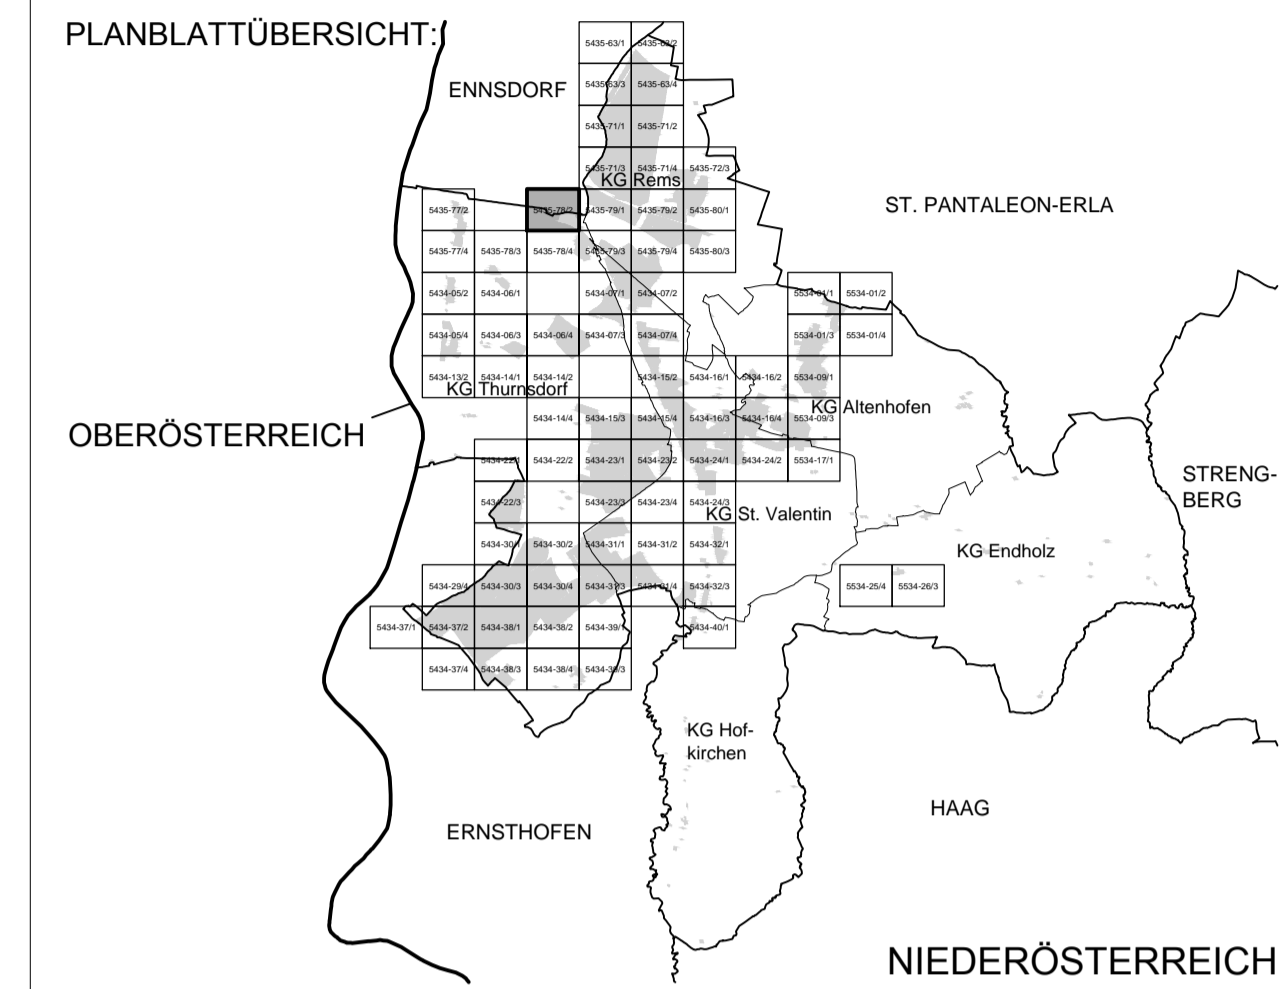 PLANBLATTÜBERSICHT:
5435-63/1 5435-63/2
ENNSDORF
5435-63/3 5435-63/4
5435-71/1 5435-71/2
5435-71/3 5435-71/4 5435-72/3
KG Rems
ST. PANTALEON-ERLA
5435-77/2 5435-78/2 5435-79/1 5435-79/2 5435-80/1
5435-77/4 5435-78/3 5435-78/4 5435-79/3 5435-79/4 5435-80/3
5434-05/2 5434-06/1 5434-07/1 5434-07/2 5534-01/1 5534-01/2
5434-05/4 5434-06/3 5434-06/4 5434-07/3 5434-07/4 5534-01/3 5534-01/4
5434-13/2 5434-14/1 5434-14/2 5434-15/2 5434-16/1 5434-16/2 5534-09/1
KG Thurnsdorf
KG Altenhofen
5434-14/4 5434-15/3 5434-15/4 5434-16/3 5434-16/4 5534-09/3
OBERÖSTERREICH
5434-22/1 5434-22/2 5434-23/1 5434-23/2 5434-24/1 5434-24/2 5534-17/1
STRENG-
BERG
5434-22/3 5434-23/3 5434-23/4 5434-24/3
KG St. Valentin
5434-30/1 5434-30/2 5434-31/1 5434-31/2 5434-32/1
KG Endholz
5434-29/4 5434-30/3 5434-30/4 5434-31/3 5434-31/4 5434-32/3 5534-25/4 5534-26/3
5434-37/1 5434-37/2 5434-38/1 5434-38/2 5434-39/1 5434-40/1
5434-37/4 5434-38/3 5434-38/4 5434-39/3
KG Hof-
kirchen
HAAG
ERNSTHOFEN
NIEDERÖSTERREICH